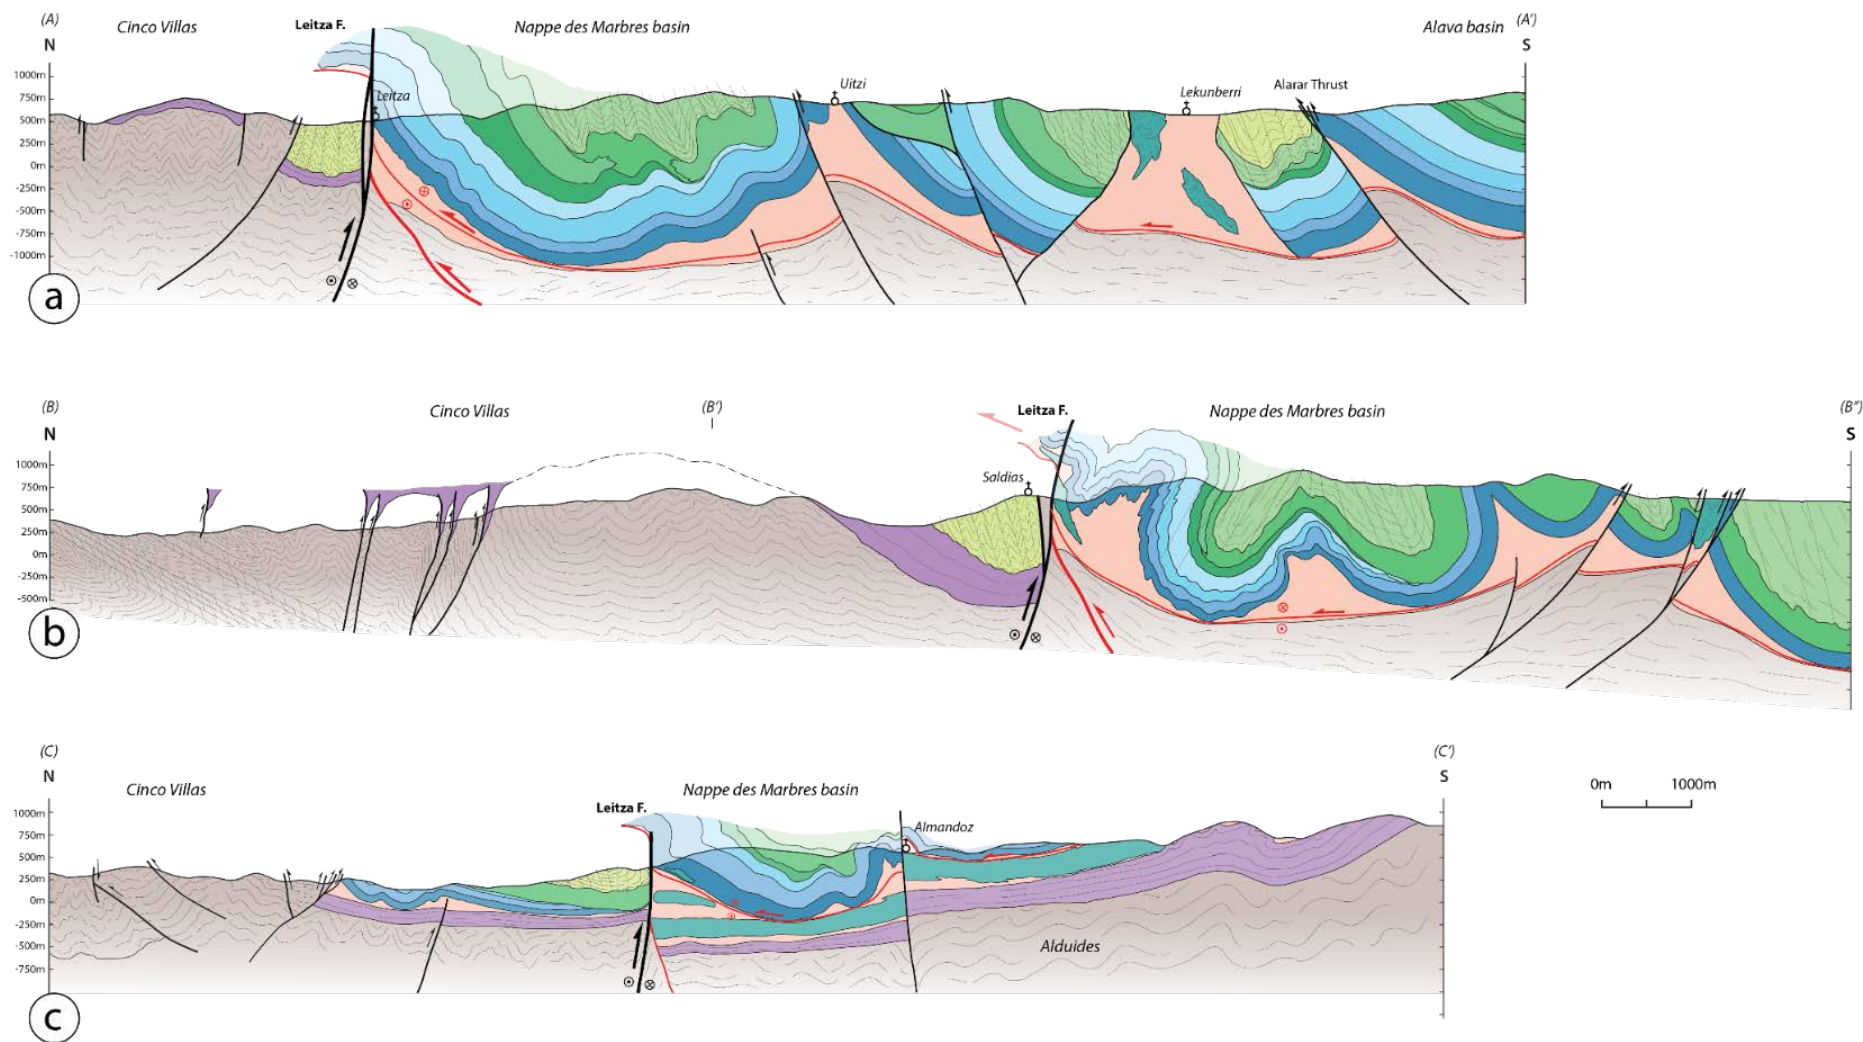 (A) Cinco Villas Leitza F. Nappe des Marbres basin Alava basin (A')
N S
1000m
750m
500m
250m
0m
-250m
-500m
-750m
-1000m
Leitza
Uitzi
Lekunberri
Alarar Thrust
a
(B) Cinco Villas (B') Leitza F. Nappe des Marbres basin (B'')
N S
1000m
750m
500m
250m
0m
-250m
-500m
Saldias
b
(C) (C')
N S
Cinco Villas Leitza F. Nappe des Marbres basin
1000m
750m
500m
250m
0m
-250m
-500m
-750m
Almandoz
Alduides
0m 1000m
c